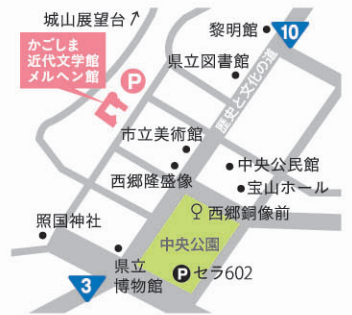 城山展望台
黎明館
10
かごしま
近代文学館
メルヘン館
P
県立図書館
歴史と文化の道
市立美術館
中央公民館
西郷隆盛像
宝山ホール
西郷銅像前
照国神社
中央公園
県立
博物館
P セラ602
3